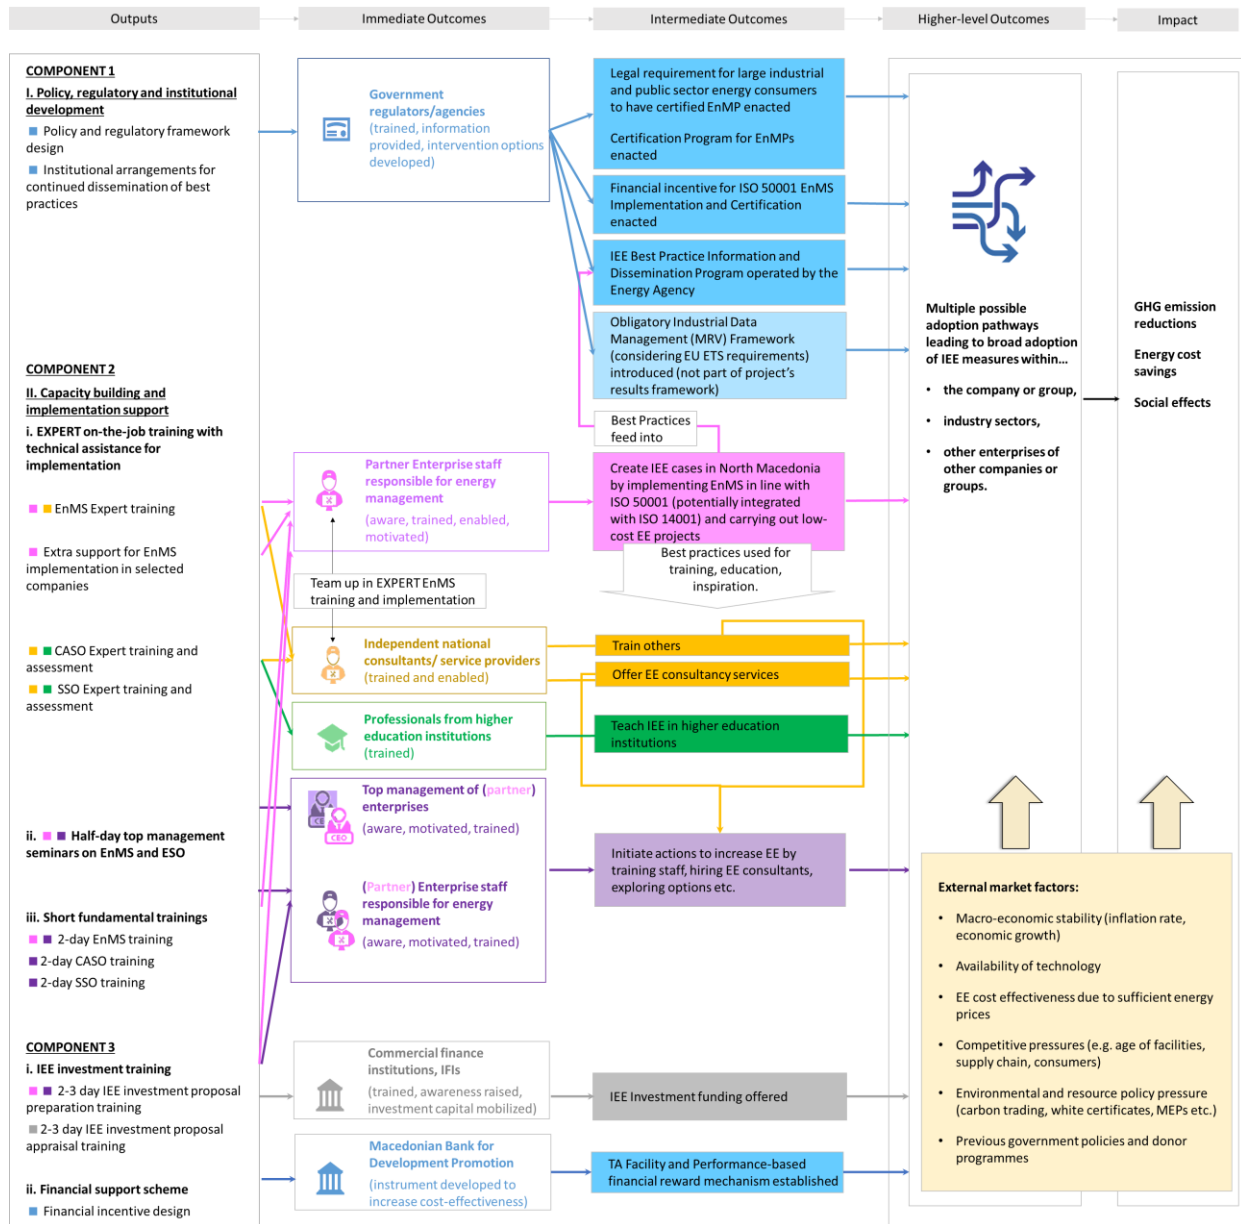 Outputs
Immediate Outcomes
Intermediate Outcomes
Higher-level Outcomes
Impact
COMPONENT 1
I. Policy, regulatory and institutional
development
Policy and regulatory framework
design
Institutional arrangements for
continued dissemination of best
practices
COMPONENT 2
II. Capacity building and
implementation support
i. EXPERT on-the-job training with
technical assistance for
implementation
EnMS Expert training
Extra support for EnMS
implementation in selected
companies
CASO Expert training and
assessment
SSO Expert training and
assessment
ii. Half-day top management
seminars on EnMS and ESO
iii. Short fundamental trainings
2-day EnMS training
2-day CASO training
2-day SSO training
COMPONENT 3
i. IEE investment training
2-3 day IEE investment proposal
preparation training
2-3 day IEE investment proposal
appraisal training
ii. Financial support scheme
Financial incentive design
Government
regulators/agencies
(trained, information
provided, intervention options
developed)
Partner Enterprise staff
responsible for energy
management
(aware, trained, enabled,
motivated)
Team up in EXPERT EnMS
training and implementation
Independent national
consultants/ service providers
(trained and enabled)
Professionals from higher
education institutions
(trained)
Top management of (partner)
enterprises
(aware, motivated, trained)
CEO
CEO
(Partner) Enterprise staff
responsible for energy
management
(aware, motivated, trained)
Commercial finance
institutions, IFIs
(trained, awareness raised,
investment capital mobilized)
Macedonian Bank for
Development Promotion
(instrument developed to
increase cost-effectiveness)
Legal requirement for large industrial
and public sector energy consumers
to have certified EnMP enacted
Certification Program for EnMPs
enacted
Financial incentive for ISO 50001 EnMS
Implementation and Certification
enacted
IEE Best Practice Information and
Dissemination Program operated by the
Energy Agency
Obligatory Industrial Data
Management (MRV) Framework
(considering EU ETS requirements)
introduced (not part of project's
results framework)
Best Practices
feed into
Create IEE cases in North Macedonia
by implementing EnMS in line with
ISO 50001 (potentially integrated
with ISO 14001) and carrying out low-
cost EE projects
Best practices used for
training, education,
inspiration.
Train others
Offer EE consultancy services
Teach IEE in higher education
institutions
Initiate actions to increase EE by
training staff, hiring EE consultants,
exploring options etc.
IEE Investment funding offered
TA Facility and Performance-based
financial reward mechanism established
Multiple possible
adoption pathways
leading to broad adoption
of IEE measures within...
• the company or group,
• industry sectors,
• other enterprises of
other companies or
groups.
GHG emission
reductions
Energy cost
savings
Social effects
External market factors:
• Macro-economic stability (inflation rate,
economic growth)
• Availability of technology
• EE cost effectiveness due to sufficient energy
prices
• Competitive pressures (e.g. age of facilities,
supply chain, consumers)
• Environmental and resource policy pressure
(carbon trading, white certificates, MEPs etc.)
• Previous government policies and donor
programmes